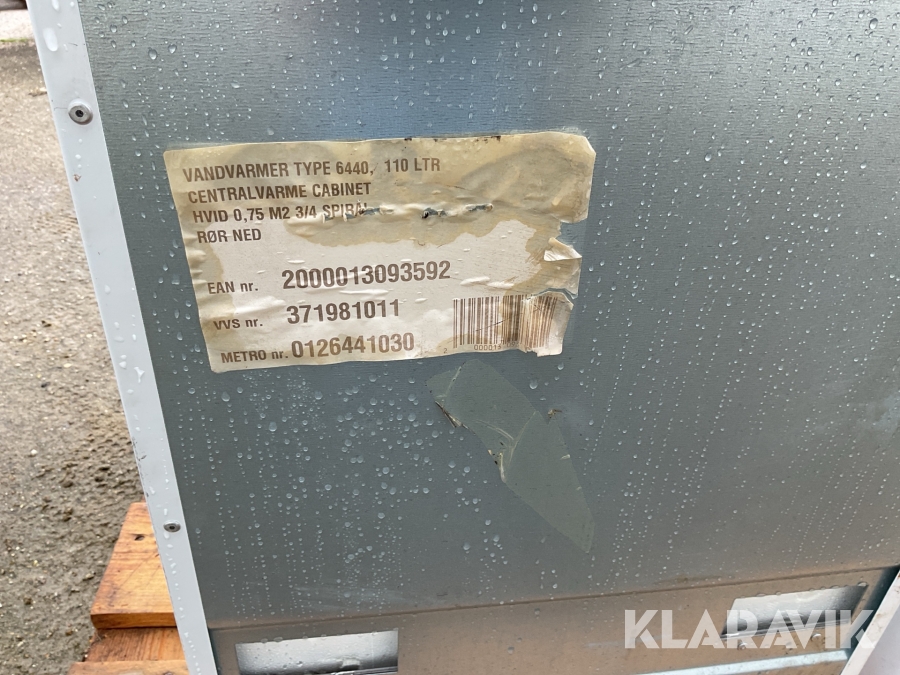 VANDVARMER TYPE 6440, 110 LTR
CENTRALVARME CABINET
HVID 0,75 M2 3/4 SPIRAL
RØR NED
EAN nr. 2000013093592
VVS nr. 371981011
METRO nr. 0126441030
KLARAVIK